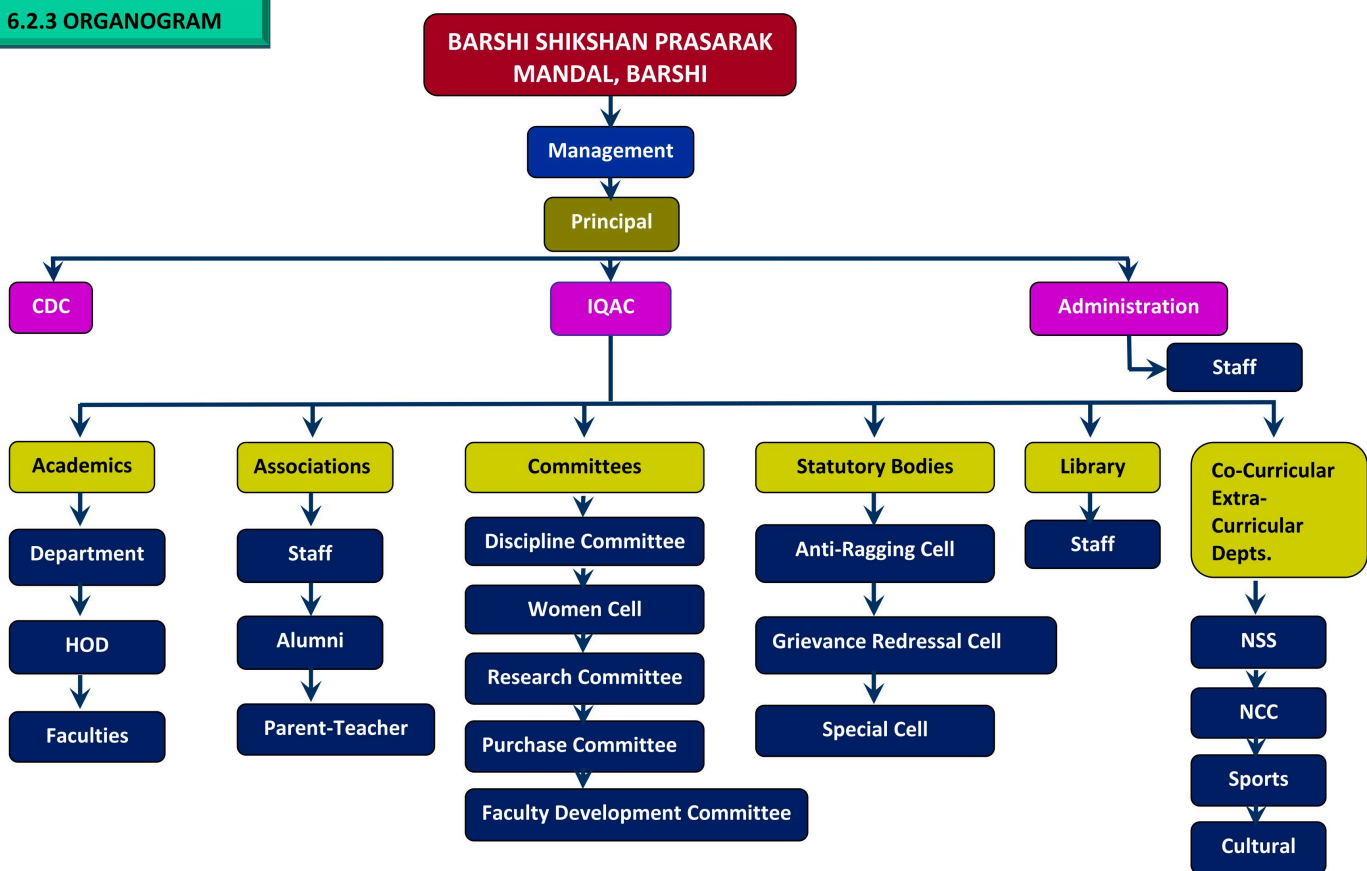 6.2.3 ORGANOGRAM
BARSHI SHIKSHAN PRASARAK
MANDAL, BARSHI
Management
Principal
CDC
IQAC
Administration
Staff
Academics
Associations
Committees
Statutory Bodies
Library
Co-Curricular
Extra-
Curricular
Depts.
Department
HOD
Faculties
Staff
Alumni
Parent-Teacher
Discipline Committee
Women Cell
Research Committee
Purchase Committee
Faculty Development Committee
Anti-Ragging Cell
Grievance Redressal Cell
Special Cell
Staff
NSS
NCC
Sports
Cultural